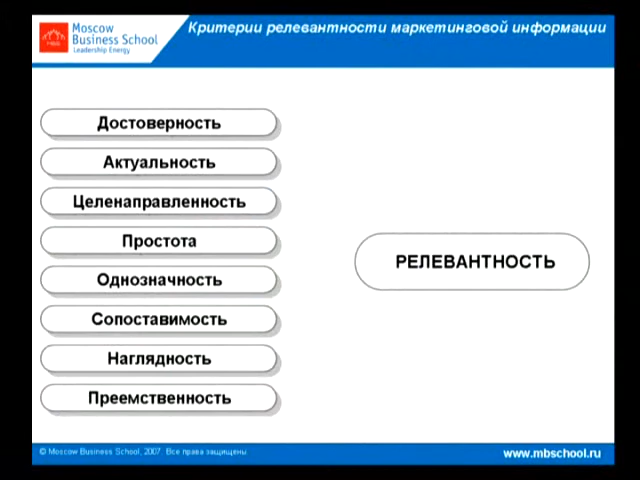 Moscow
Business School
Leadership Energy
Критерии релевантности маркетинговой информации
Достоверность
Актуальность
Целенаправленность
Простота
Однозначность
Сопоставимость
Наглядность
Преемственность
РЕЛЕВАНТНОСТЬ
© Moscow Business School, 2007 Все права защищены
www.mbschool.ru